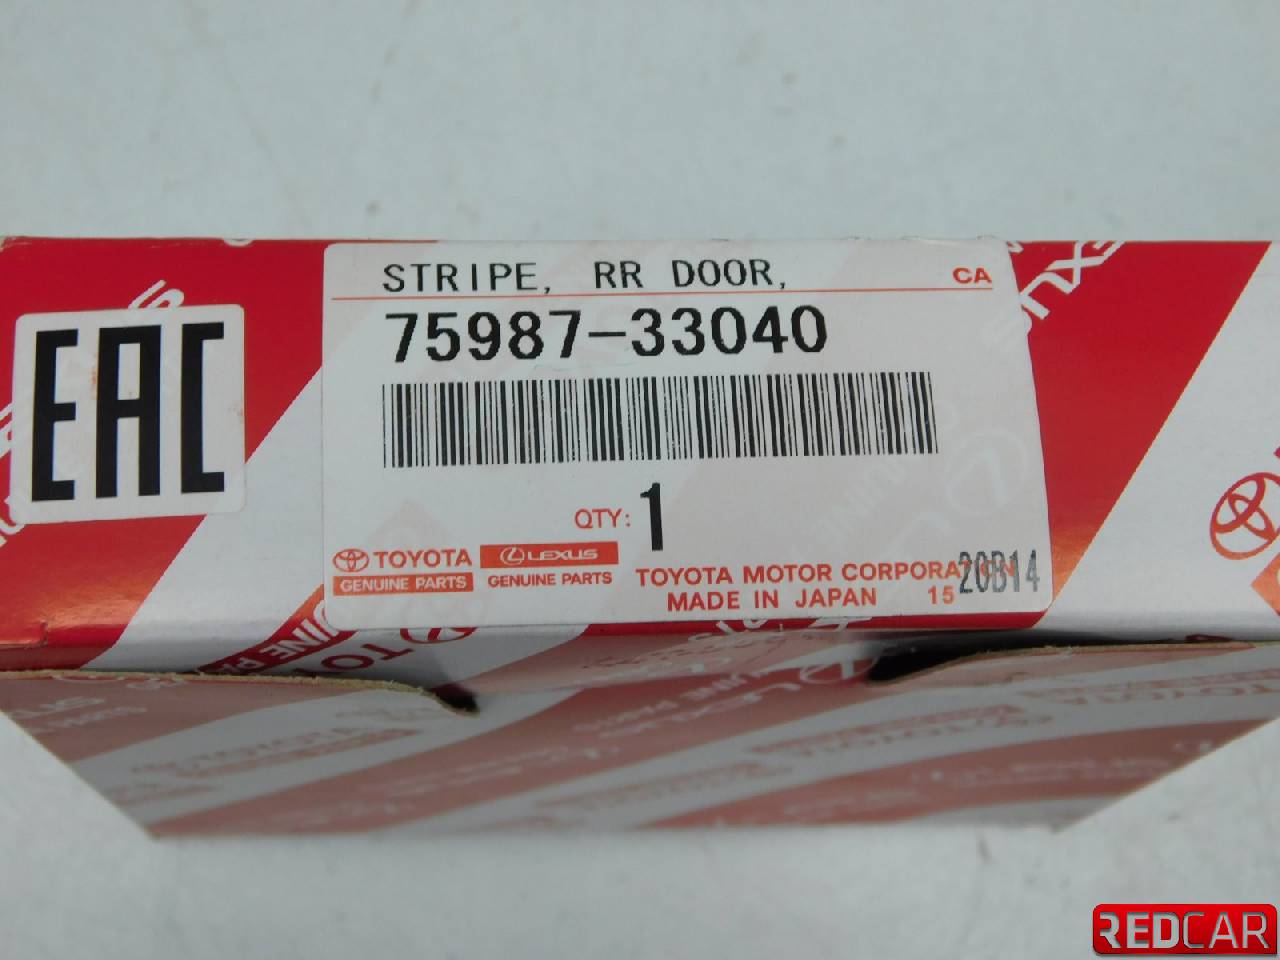 STRIPE, RR DOOR,
CA
75987-33040
EAC
QTY: 1
TOYOTA
GENUINE PARTS
LEXUS
GENUINE PARTS
TOYOTA MOTOR CORPORATION
MADE IN JAPAN 15
20B14
REDCAR